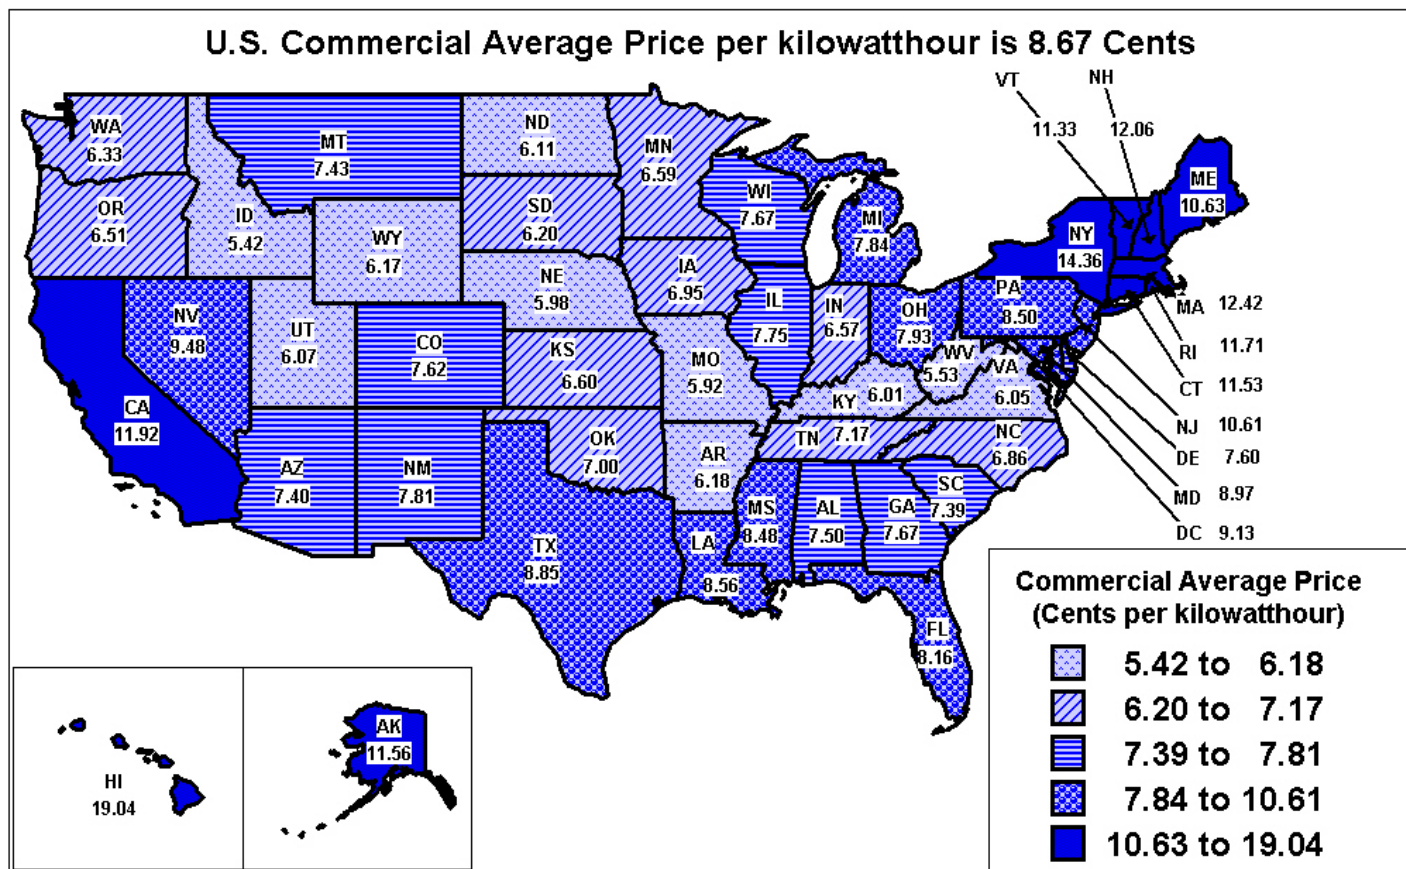 U.S. Commercial Average Price per kilowatthour is 8.67 Cents
VT
NH
11.33
12.06
WA
6.33
MT
7.43
ND
6.11
MN
6.59
WI
7.67
MI
7.84
ME
10.63
NY
14.36
OR
6.51
ID
5.42
WY
6.17
SD
6.20
IA
6.95
NE
5.98
IL
7.75
IN
6.57
OH
7.93
PA
8.50
MA 12.42
RI 11.71
CT 11.53
NJ 10.61
DE 7.60
MD 8.97
DC 9.13
NV
9.48
UT
6.07
CO
7.62
KS
6.60
MO
5.92
WV
5.53
VA
6.05
KY 6.01
CA
11.92
AZ
7.40
NM
7.81
OK
7.00
AR
6.18
TN 7.17
NC
6.86
SC
7.39
MS
8.48
AL
7.50
GA
7.67
TX
8.85
LA
8.56
FL
8.16
HI
19.04
AK
11.56
Commercial Average Price
(Cents per kilowatthour)
5.42 to 6.18
6.20 to 7.17
7.39 to 7.81
7.84 to 10.61
10.63 to 19.04